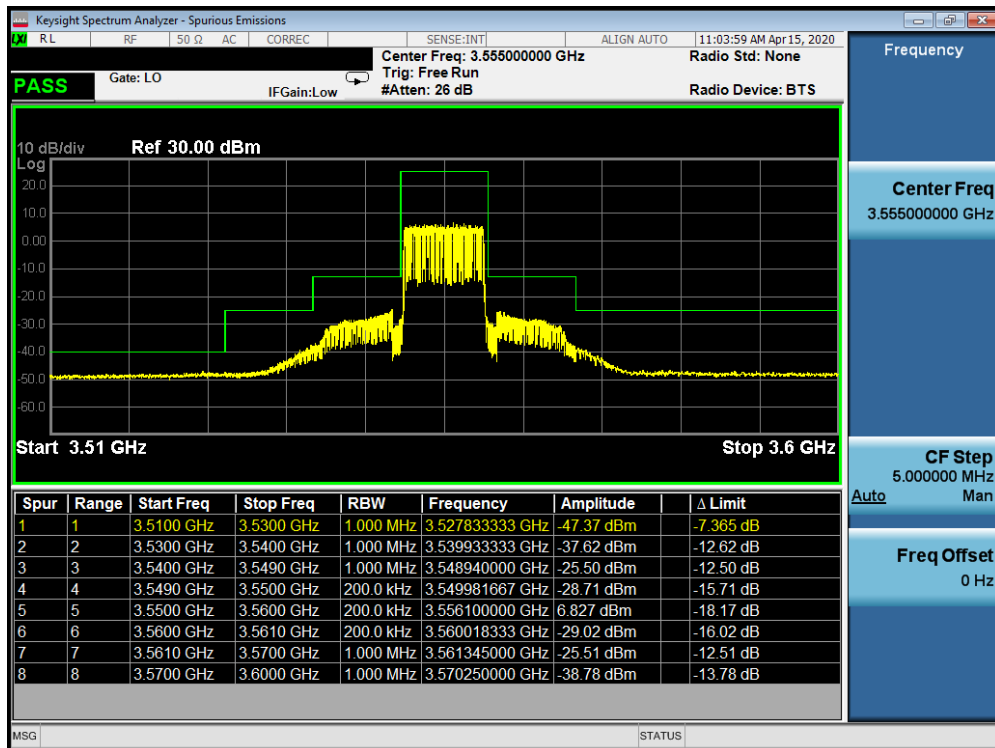 Keysight Spectrum Analyzer - Spurious Emissions
LXI RL RF 50 Ω AC CORREC SENSE:INT ALIGN AUTO 11:03:59 AM Apr 15, 2020
Center Freq: 3.555000000 GHz Radio Std: None
PASS Gate: LO Trig: Free Run
IFGain:Low #Atten: 26 dB Radio Device: BTS
10 dB/div Ref 30.00 dBm
Log
20.0
10.0
0.00
-10.0
-20.0
-30.0
-40.0
-50.0
-60.0
Start 3.51 GHz Stop 3.6 GHz
Spur Range Start Freq Stop Freq RBW Frequency Amplitude Δ Limit
1 1 3.5100 GHz 3.5300 GHz 1.000 MHz 3.527833333 GHz -47.37 dBm -7.365 dB
2 2 3.5300 GHz 3.5400 GHz 1.000 MHz 3.539933333 GHz -37.62 dBm -12.62 dB
3 3 3.5400 GHz 3.5490 GHz 1.000 MHz 3.548940000 GHz -25.50 dBm -12.50 dB
4 4 3.5490 GHz 3.5500 GHz 200.0 kHz 3.549981667 GHz -28.71 dBm -15.71 dB
5 5 3.5500 GHz 3.5600 GHz 200.0 kHz 3.556100000 GHz 6.827 dBm -18.17 dB
6 6 3.5600 GHz 3.5610 GHz 200.0 kHz 3.560018333 GHz -29.02 dBm -16.02 dB
7 7 3.5610 GHz 3.5700 GHz 1.000 MHz 3.561345000 GHz -25.51 dBm -12.51 dB
8 8 3.5700 GHz 3.6000 GHz 1.000 MHz 3.570250000 GHz -38.78 dBm -13.78 dB
MSG STATUS
Frequency
Center Freq
3.555000000 GHz
CF Step
5.000000 MHz
Auto Man
Freq Offset
0 Hz